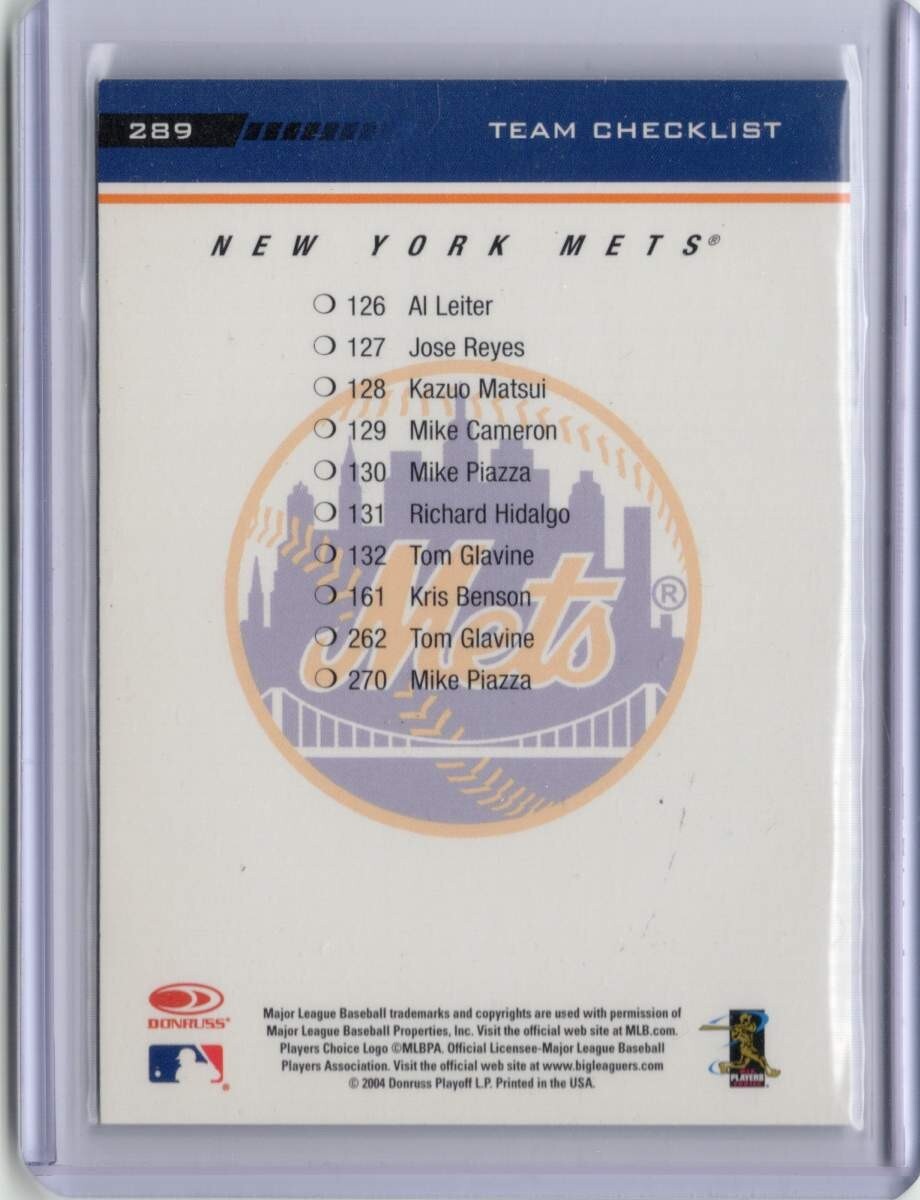 289 TEAM CHECKLIST
NEW YORK METS®
126 Al Leiter
127 Jose Reyes
128 Kazuo Matsui
129 Mike Cameron
130 Mike Piazza
131 Richard Hidalgo
132 Tom Glavine
161 Kris Benson
262 Tom Glavine
270 Mike Piazza
Mets ®
DONRUSS®
Major League Baseball trademarks and copyrights are used with permission of
Major League Baseball Properties, Inc. Visit the official web site at MLB.com.
Players Choice Logo ©MLBPA. Official Licensee-Major League Baseball
Players Association. Visit the official web site at www.bigleaguers.com
© 2004 Donruss Playoff L.P. Printed in the USA.
PLAYERS